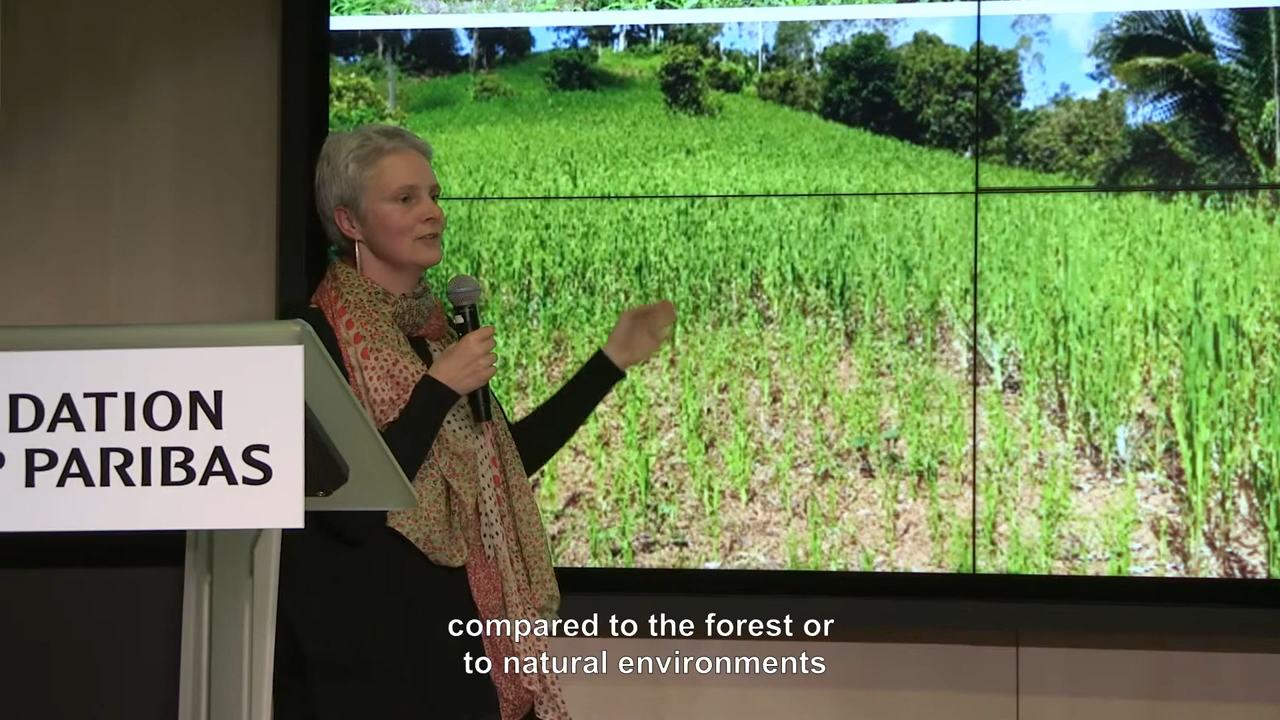 DATION
P PARIBAS
compared to the forest or
to natural environments